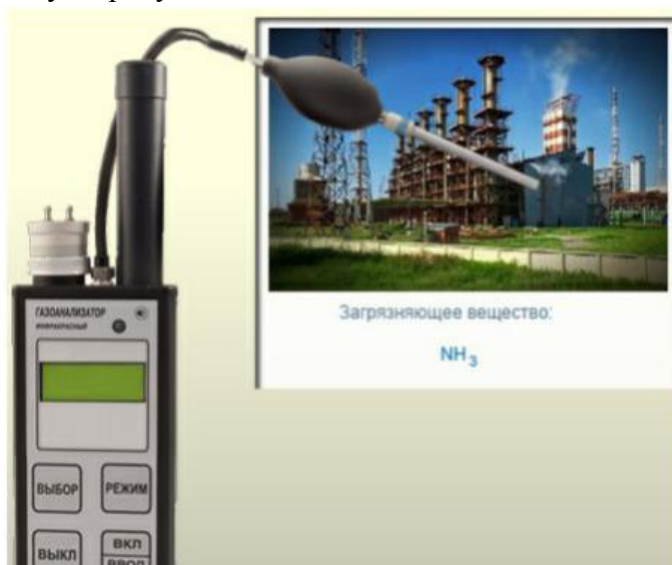 ГАЗОАНАЛИЗАТОР
ИНФРАКРАСНЫЙ
Загрязняющее вещество:
NH3
ВЫБОР
РЕЖИМ
ВЫКЛ
ВКЛ
ВВОД